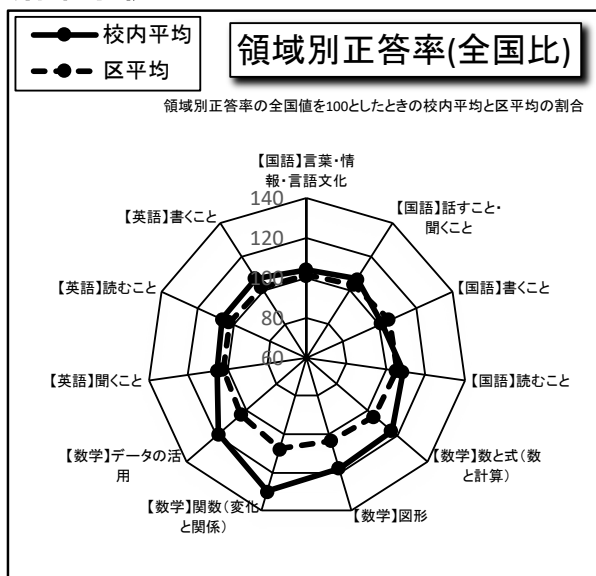 校内平均
区平均
領域別正答率(全国比)
領域別正答率の全国値を100としたときの校内平均と区平均の割合
【国語】言葉・情
報・言語文化
【国語】話すこと・
聞くこと
【国語】書くこと
【国語】読むこと
【数学】数と式(数
と計算)
【数学】図形
【数学】関数(変化
と関係)
【数学】データの活
用
【英語】聞くこと
【英語】読むこと
【英語】書くこと
140
120
100
80
60